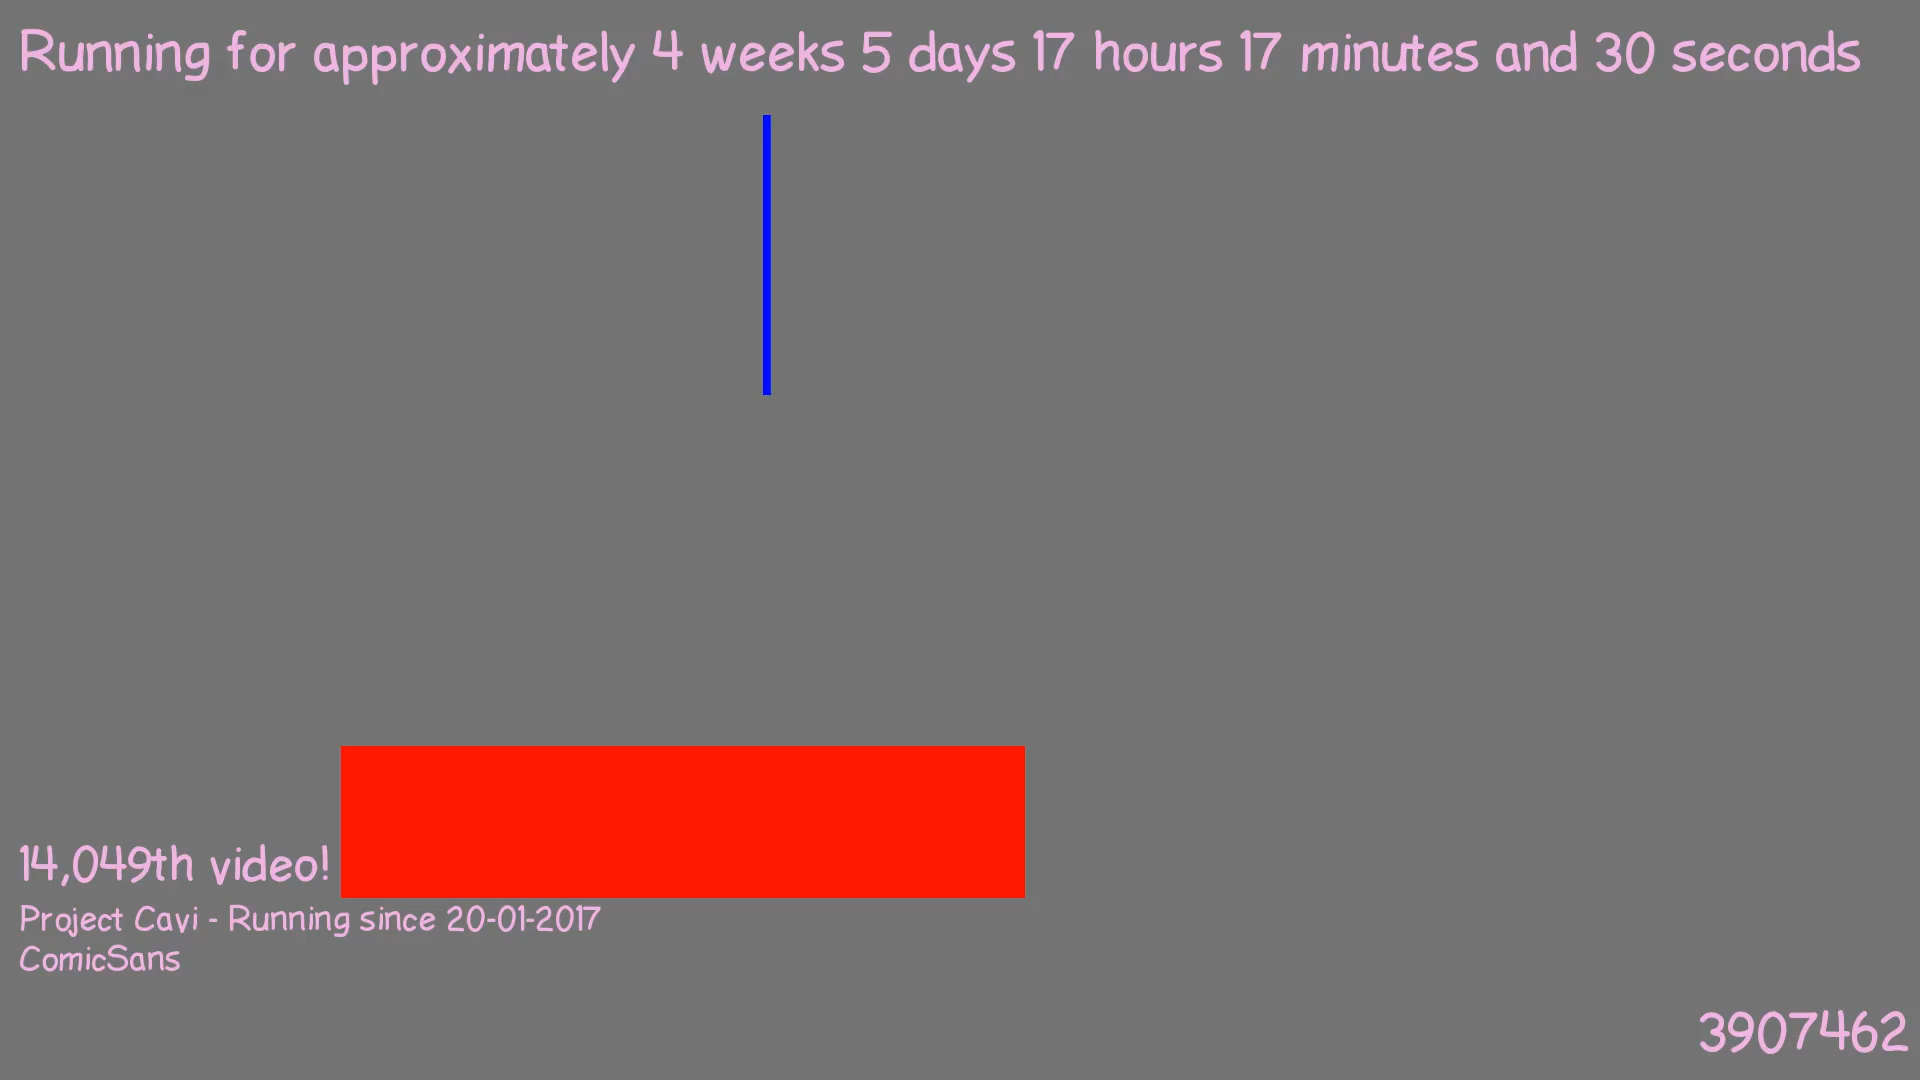 Running for approximately 4 weeks 5 days 17 hours 17 minutes and 30 seconds
14,049th video!
Project Cavi - Running since 20-01-2017
ComicSans
3907462